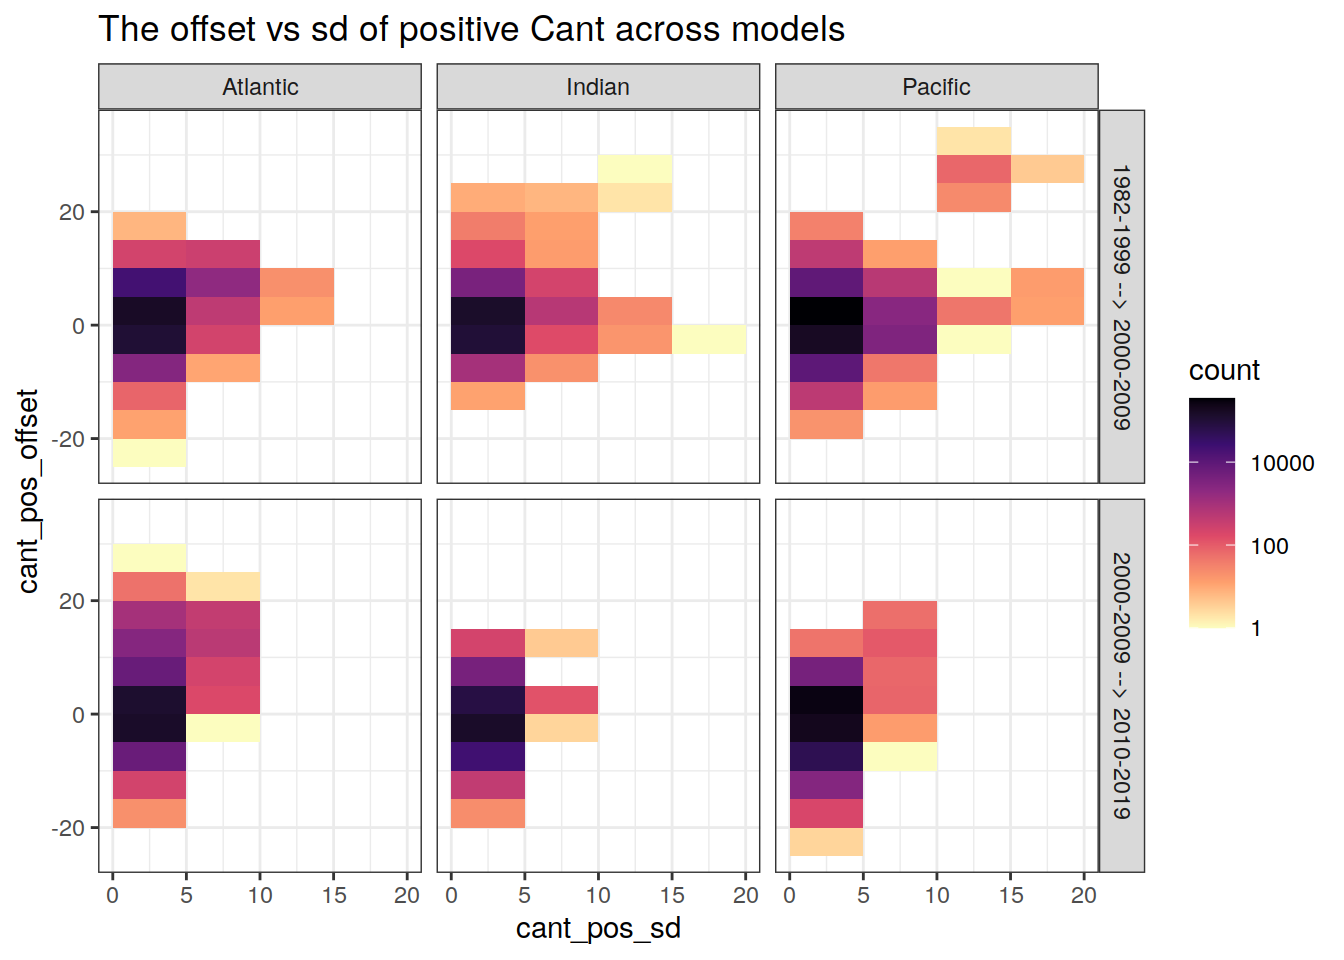 The offset vs sd of positive Cant across models
Atlantic
Indian
Pacific
20
0
-20
1982-1999 --> 2000-2009
20
0
-20
2000-2009 --> 2010-2019
0 5 10 15 20
0 5 10 15 20
0 5 10 15 20
cant_pos_sd
cant_pos_offset
count
10000
100
1